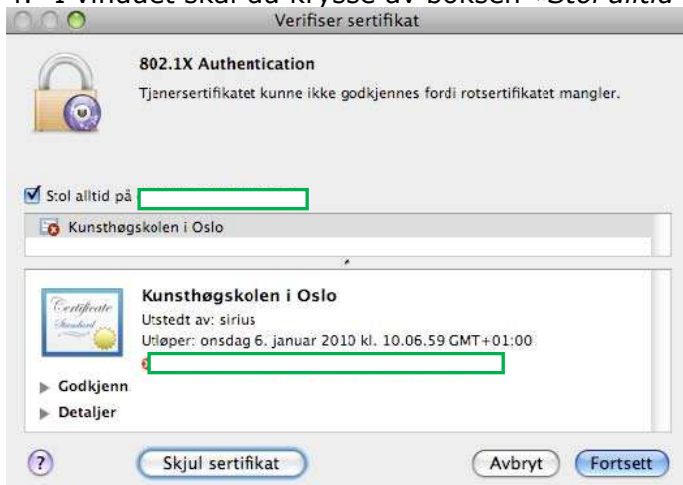 Verifiser sertifikat
802.1X Authentication
Tjenersertifikatet kunne ikke godkjennes fordi rotsertifikatet mangler.
Stol alltid på
Kunsthøgskolen i Oslo
Certificate
Standard
Kunsthøgskolen i Oslo
Utstedt av: sirius
Utløper: onsdag 6. januar 2010 kl. 10.06.59 GMT+01:00
Godkjenn
Detaljer
? Skjul sertifikat Avbryt Fortsett